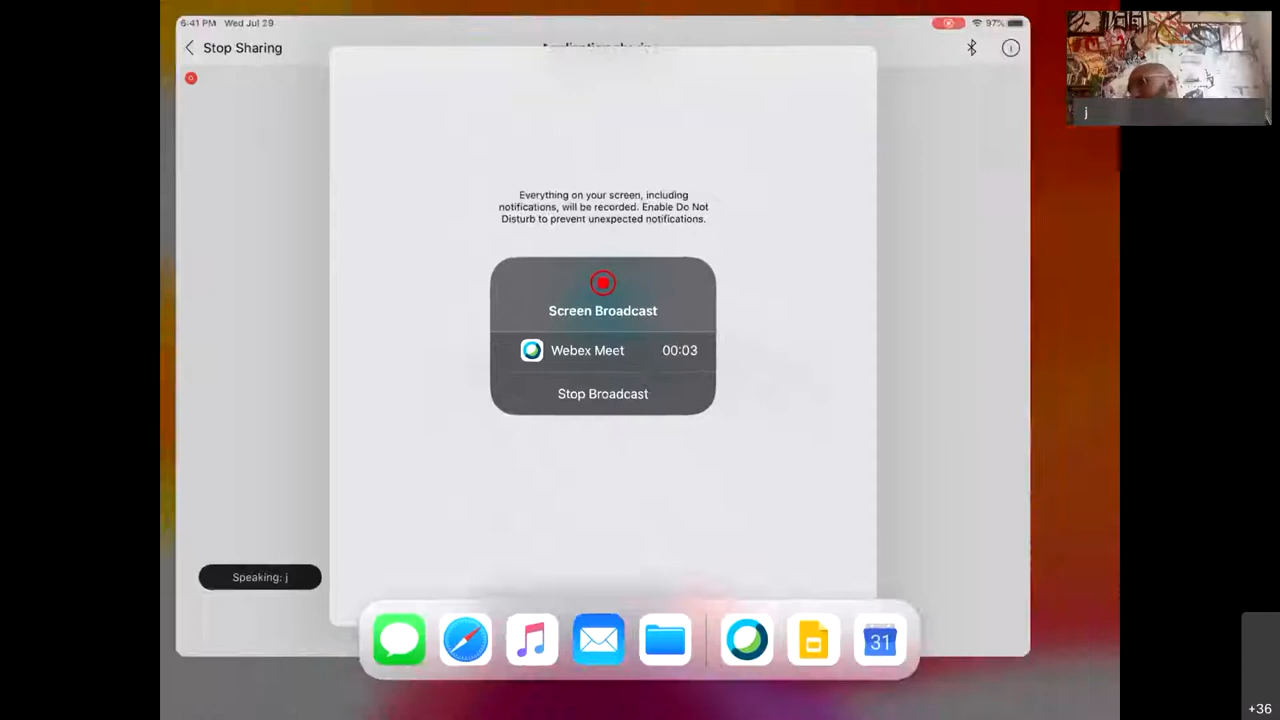 6:41 PM Wed Jul 29
97%
Stop Sharing
j
Everything on your screen, including
notifications, will be recorded. Enable Do Not
Disturb to prevent unexpected notifications.
Screen Broadcast
Webex Meet 00:03
Stop Broadcast
Speaking: j
31
+36